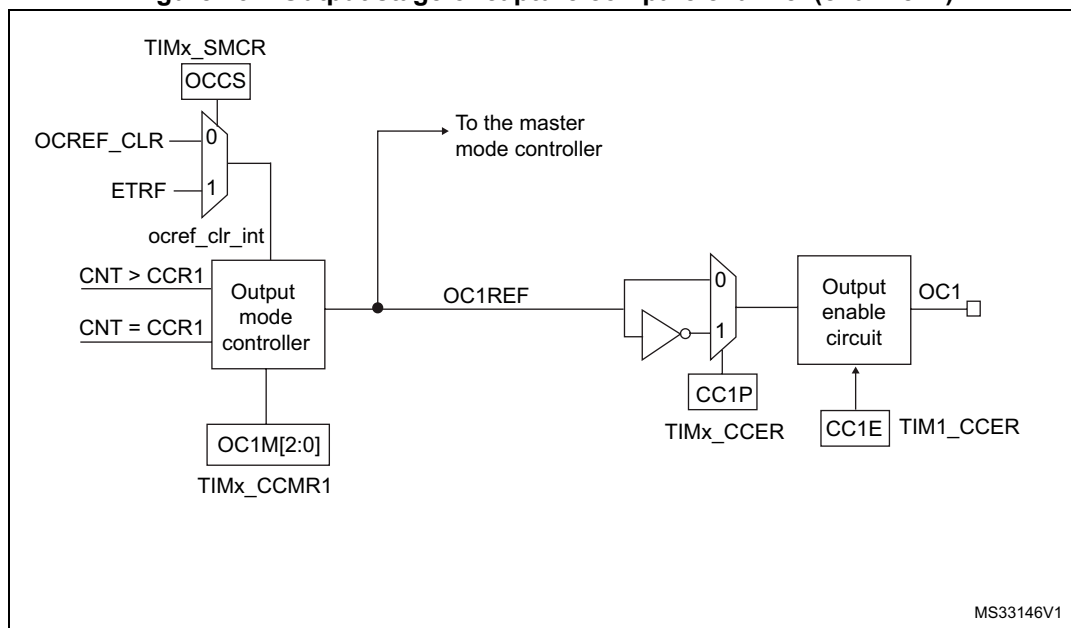 TIMx_SMCR
OCCS
OCREF_CLR
0
ETRF
1
ocref_clr_int
To the master
mode controller
CNT > CCR1
CNT = CCR1
Output
mode
controller
OC1REF
0
1
Output
enable
circuit
OC1
OC1M[2:0]
TIMx_CCMR1
CC1P
TIMx_CCER
CC1E
TIM1_CCER
MS33146V1